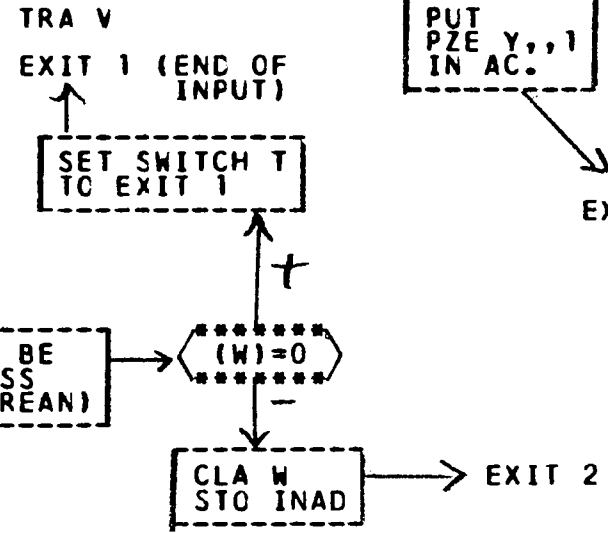 TRA V
EXIT 1 (END OF
INPUT)
SET SWITCH T
TO EXIT 1
PUT
PZE Y,,1
IN AC.
+
(W)=0
BE
-
CLA W
STO INAD
EXIT 2